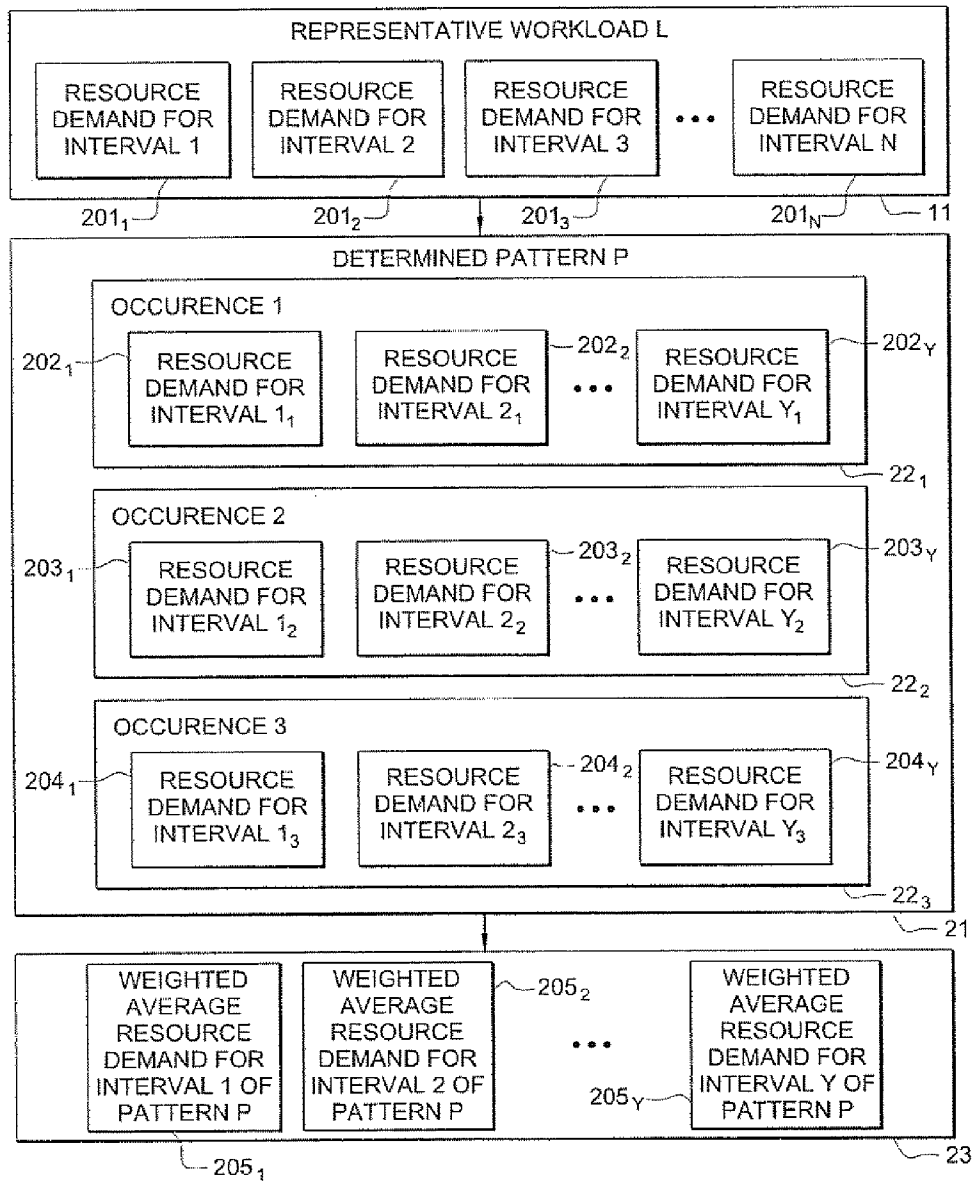 REPRESENTATIVE WORKLOAD L
RESOURCE
DEMAND FOR
INTERVAL 1
RESOURCE
DEMAND FOR
INTERVAL 2
RESOURCE
DEMAND FOR
INTERVAL 3
•••
RESOURCE
DEMAND FOR
INTERVAL N
201₁
201₂
201₃
201_N
11
DETERMINED PATTERN P
OCCURENCE 1
202₁
RESOURCE
DEMAND FOR
INTERVAL 1₁
RESOURCE
DEMAND FOR
INTERVAL 2₁
202₂
•••
RESOURCE
DEMAND FOR
INTERVAL Y₁
202_Y
22₁
OCCURENCE 2
203₁
RESOURCE
DEMAND FOR
INTERVAL 1₂
RESOURCE
DEMAND FOR
INTERVAL 2₂
203₂
•••
RESOURCE
DEMAND FOR
INTERVAL Y₂
203_Y
22₂
OCCURENCE 3
204₁
RESOURCE
DEMAND FOR
INTERVAL 1₃
RESOURCE
DEMAND FOR
INTERVAL 2₃
204₂
•••
RESOURCE
DEMAND FOR
INTERVAL Y₃
204_Y
22₃
21
WEIGHTED
AVERAGE
RESOURCE
DEMAND FOR
INTERVAL 1 OF
PATTERN P
205₁
WEIGHTED
AVERAGE
RESOURCE
DEMAND FOR
INTERVAL 2 OF
PATTERN P
205₂
•••
205_Y
WEIGHTED
AVERAGE
RESOURCE
DEMAND FOR
INTERVAL Y OF
PATTERN P
23